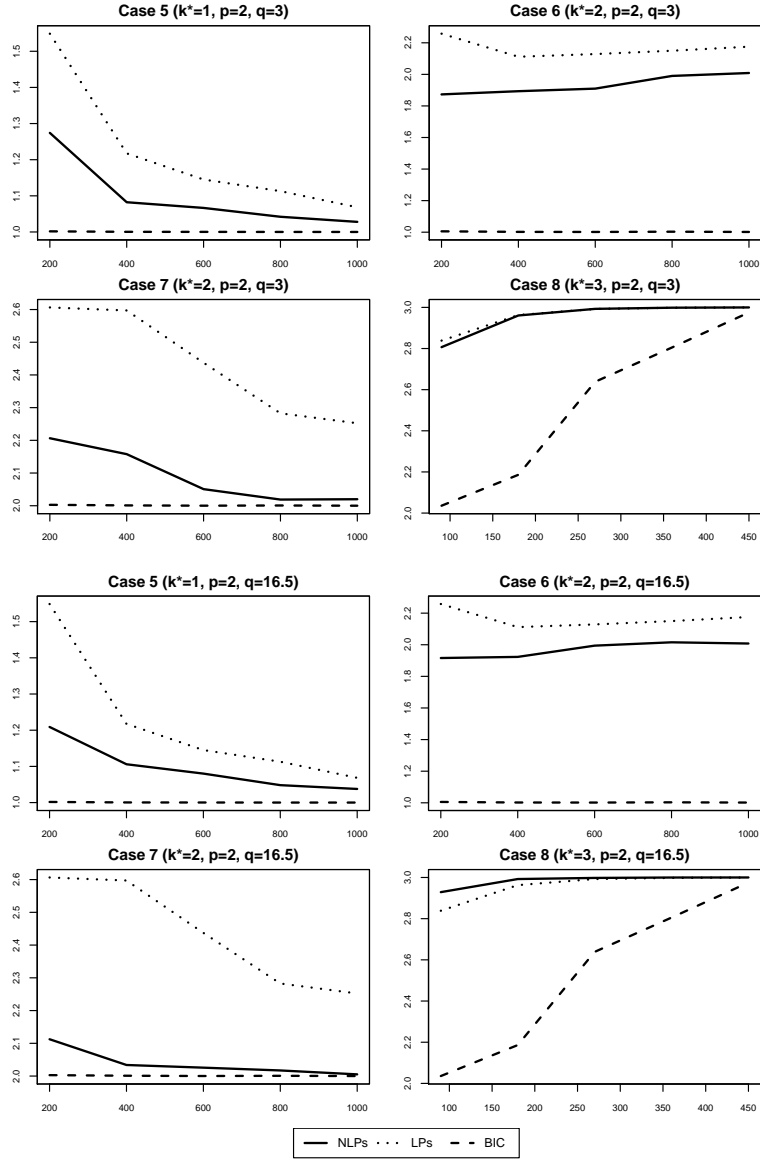 Case 5 (k*=1, p=2, q=3)
1.0 1.1 1.2 1.3 1.4 1.5
200 400 600 800 1000
Case 6 (k*=2, p=2, q=3)
1.0 1.2 1.4 1.6 1.8 2.0 2.2
200 400 600 800 1000
Case 7 (k*=2, p=2, q=3)
2.0 2.1 2.2 2.3 2.4 2.5 2.6
200 400 600 800 1000
Case 8 (k*=3, p=2, q=3)
2.0 2.2 2.4 2.6 2.8 3.0
100 150 200 250 300 350 400 450
Case 5 (k*=1, p=2, q=16.5)
1.0 1.1 1.2 1.3 1.4 1.5
200 400 600 800 1000
Case 6 (k*=2, p=2, q=16.5)
1.0 1.2 1.4 1.6 1.8 2.0 2.2
200 400 600 800 1000
Case 7 (k*=2, p=2, q=16.5)
2.0 2.1 2.2 2.3 2.4 2.5 2.6
200 400 600 800 1000
Case 8 (k*=3, p=2, q=16.5)
2.0 2.2 2.4 2.6 2.8 3.0
100 150 200 250 300 350 400 450
NLPs LPs BIC